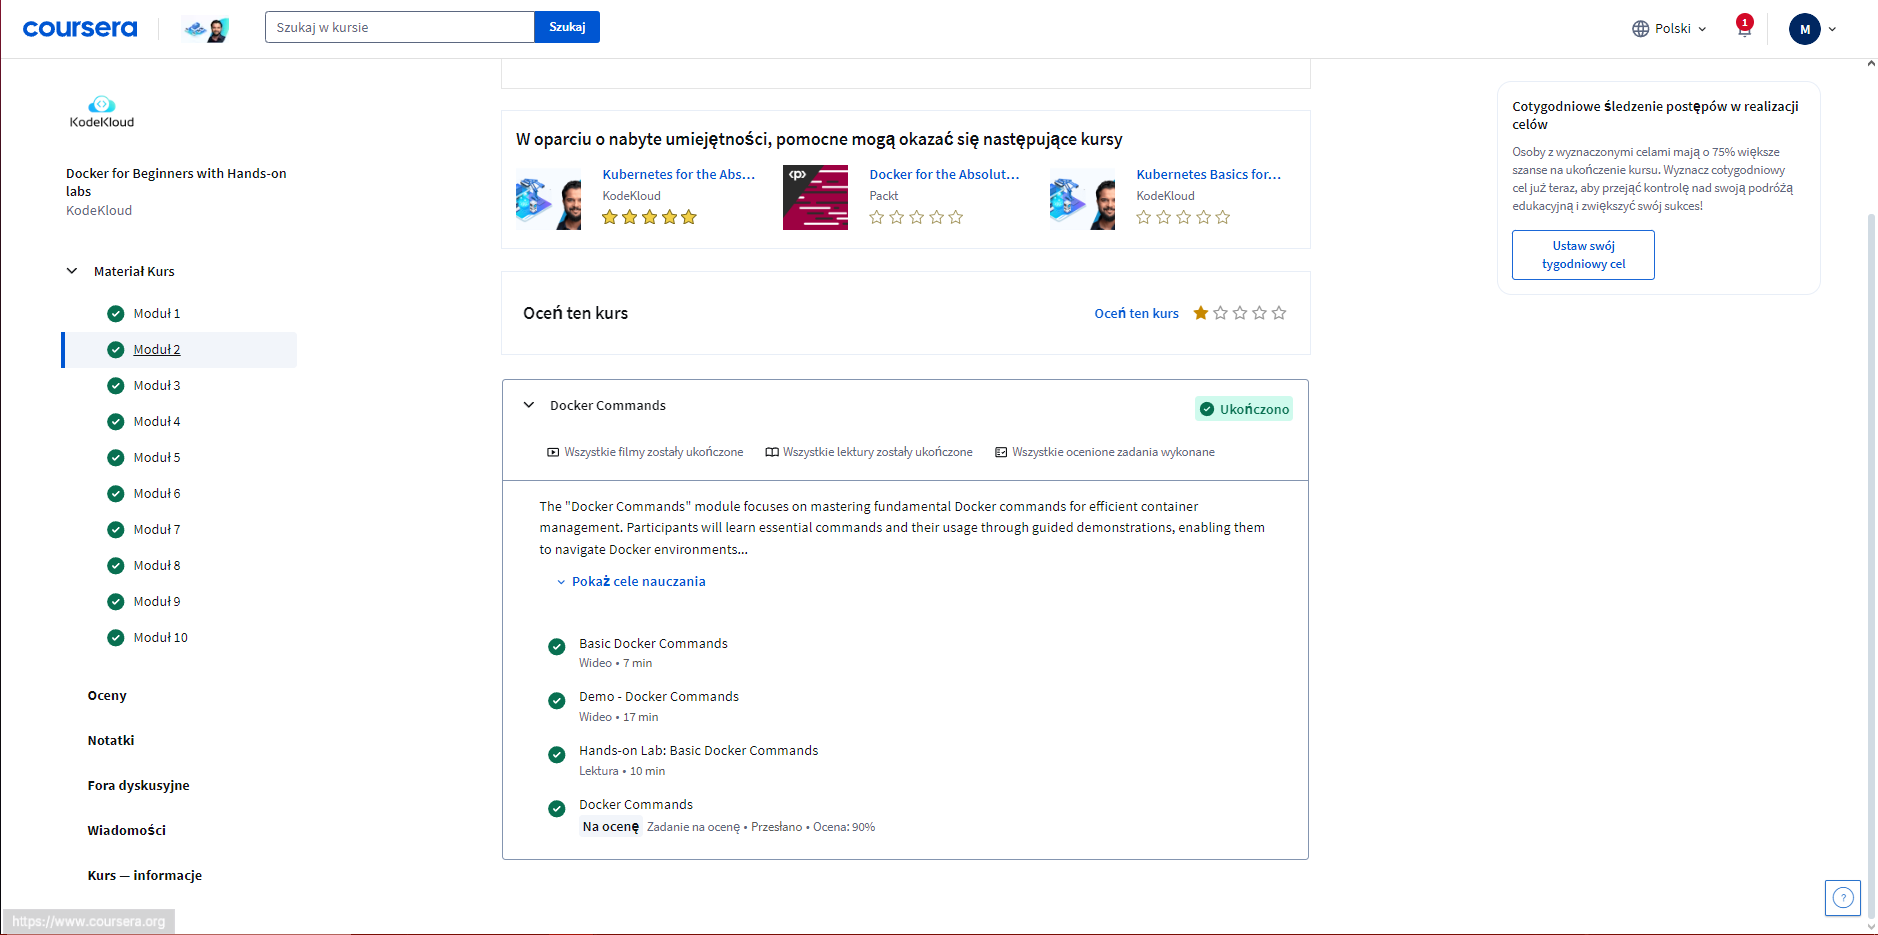 coursera
Szukaj w kursie
Szukaj
Polski
1
M
KodeKloud
Docker for Beginners with Hands-on
labs
KodeKloud
Materiał Kurs
Moduł 1
Moduł 2
Moduł 3
Moduł 4
Moduł 5
Moduł 6
Moduł 7
Moduł 8
Moduł 9
Moduł 10
Oceny
Notatki
Fora dyskusyjne
Wiadomości
Kurs — informacje
https://www.coursera.org
W oparciu o nabyte umiejętności, pomocne mogą okazać się następujące kursy
Kubernetes for the Abs...
KodeKloud
<p>
Docker for the Absolut...
Packt
Kubernetes Basics for...
KodeKloud
Oceń ten kurs
Oceń ten kurs
Docker Commands
Ukończono
Wszystkie filmy zostały ukończone
Wszystkie lektury zostały ukończone
Wszystkie ocenione zadania wykonane
The "Docker Commands" module focuses on mastering fundamental Docker commands for efficient container
management. Participants will learn essential commands and their usage through guided demonstrations, enabling them
to navigate Docker environments...
Pokaż cele nauczania
Basic Docker Commands
Wideo • 7 min
Demo - Docker Commands
Wideo • 17 min
Hands-on Lab: Basic Docker Commands
Lektura • 10 min
Docker Commands
Na ocenę Zadanie na ocenę • Przesłano • Ocena: 90%
Cotygodniowe śledzenie postępów w realizacji
celów
Osoby z wyznaczonymi celami mają o 75% większe
szanse na ukończenie kursu. Wyznacz cotygodniowy
cel już teraz, aby przejąć kontrolę nad swoją podróżą
edukacyjną i zwiększyć swój sukces!
Ustaw swój
tygodniowy cel
?